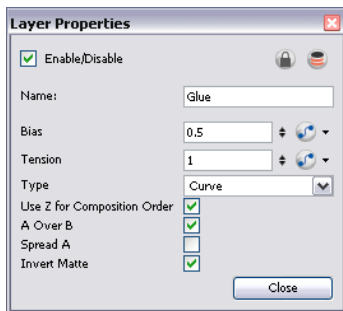 Layer Properties
Enable/Disable
Name: Glue
Bias 0.5
Tension 1
Type Curve
Use Z for Composition Order
A Over B
Spread A
Invert Matte
Close